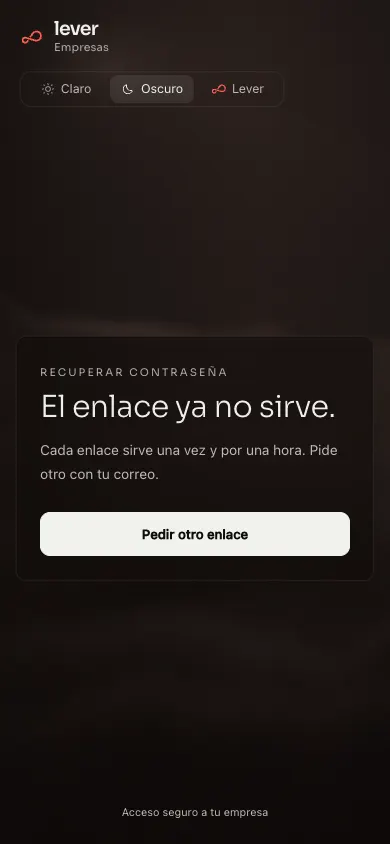 lever
Empresas
Claro
Oscuro
Lever
RECUPERAR CONTRASEÑA
El enlace ya no sirve.
Cada enlace sirve una vez y por una hora. Pide
otro con tu correo.
Pedir otro enlace
Acceso seguro a tu empresa